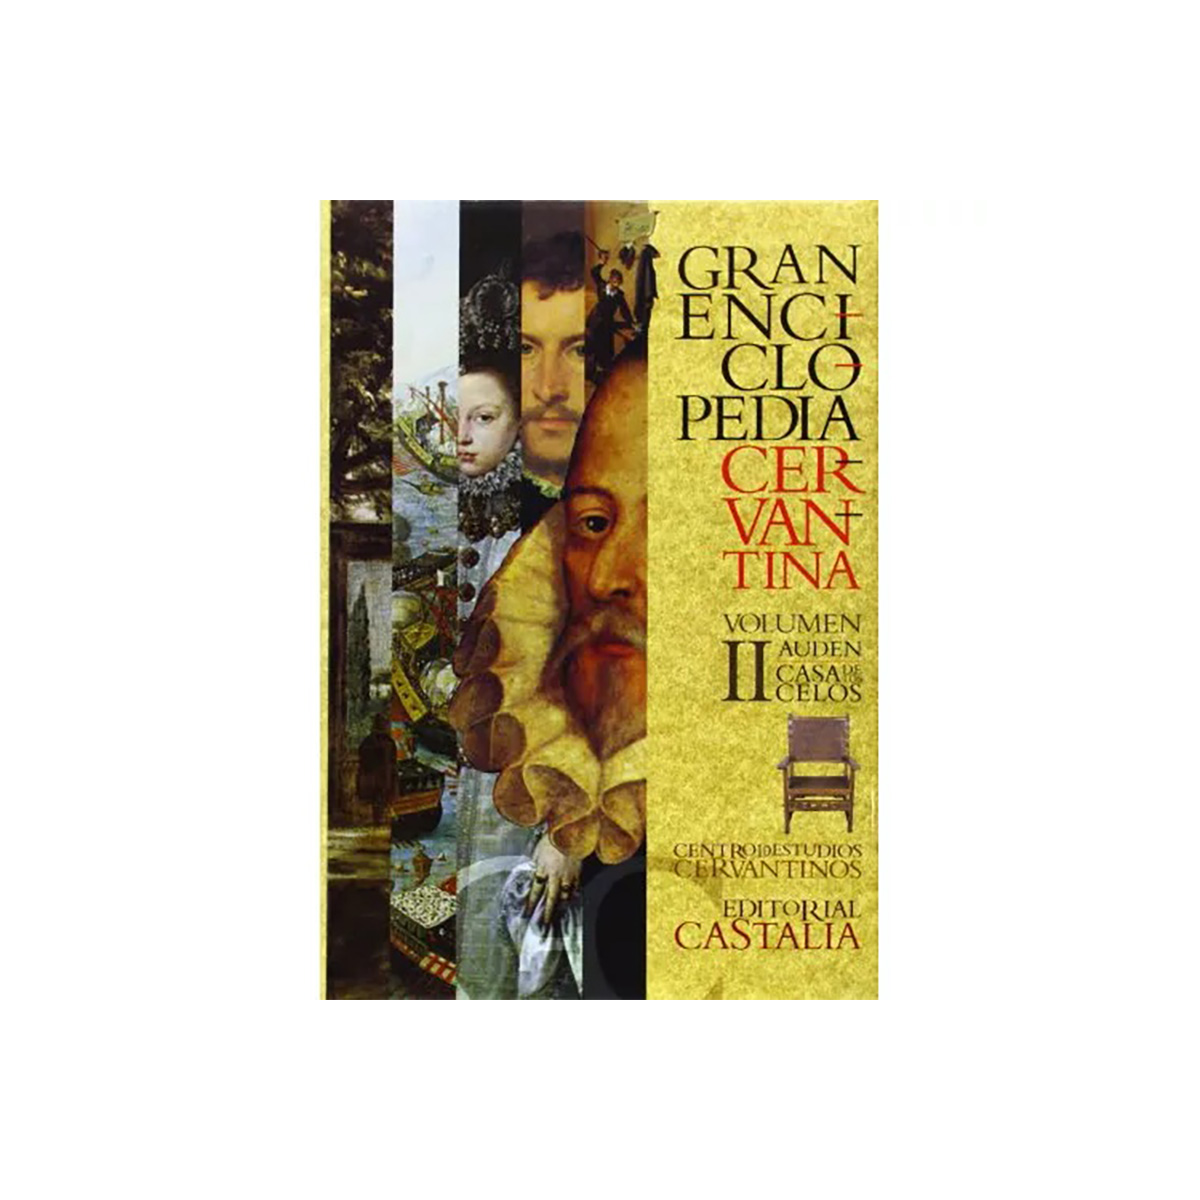 GRAN
ENCI-
CLO-
PEDIA
CER-
VAN-
TINA
VOLUMEN
II AUDEN
CASA DE LOS
CELOS
CENTRO DE ESTUDIOS
CERVANTINOS
EDITORIAL
CASTALIA